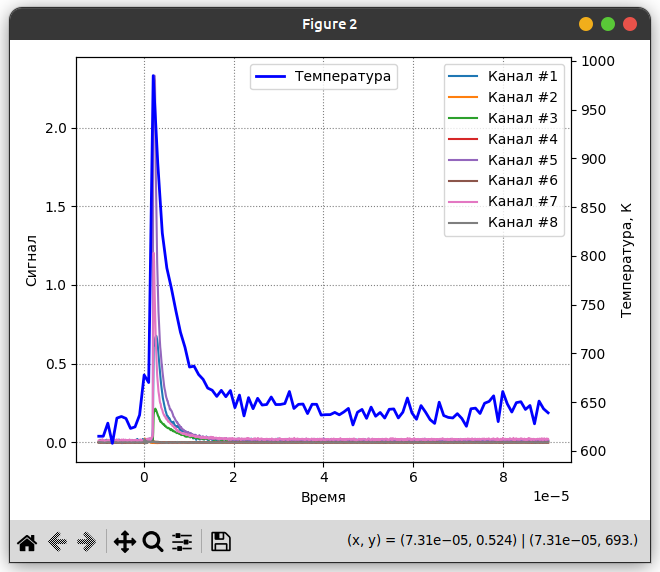 Figure 2
Температура
Канал #1
Канал #2
Канал #3
Канал #4
Канал #5
Канал #6
Канал #7
Канал #8
Сигнал
2.0
1.5
1.0
0.5
0.0
1000
950
900
850
800
750
700
650
600
Температура, К
0
2
4
6
8
1e−5
Время
(x, y) = (7.31e−05, 0.524) | (7.31e−05, 693.)